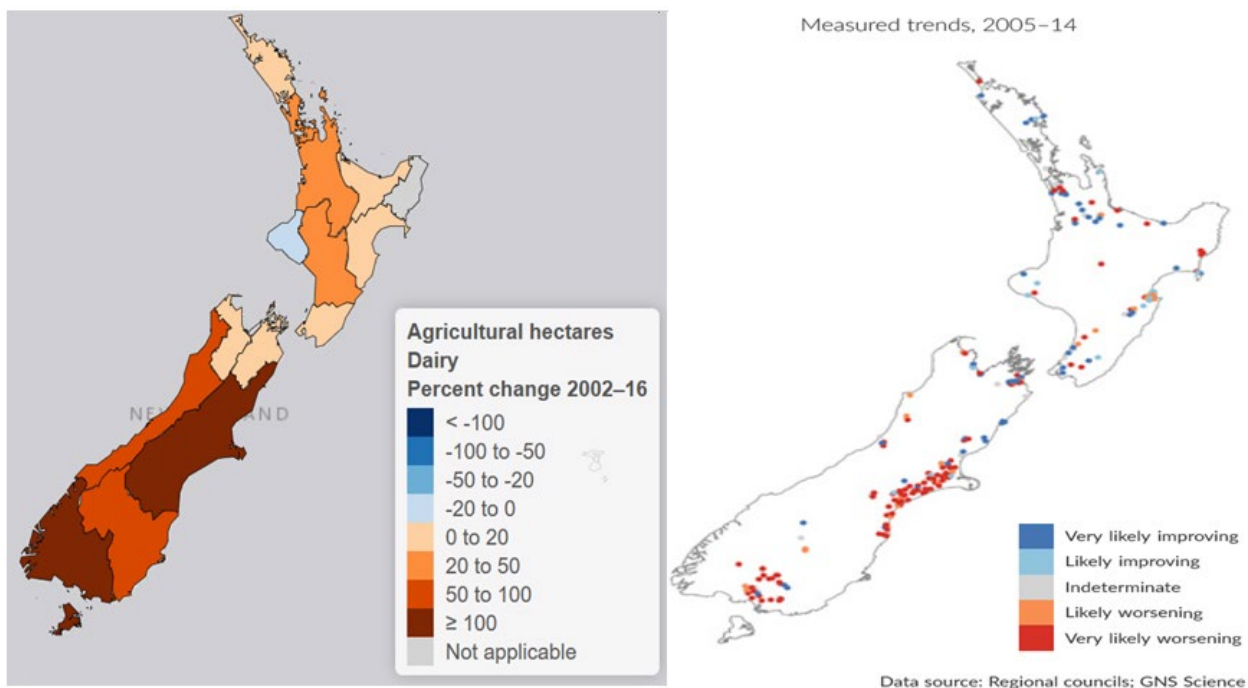 Measured trends, 2005–14
Agricultural hectares
Dairy
Percent change 2002–16
< -100
-100 to -50
-50 to -20
-20 to 0
0 to 20
20 to 50
50 to 100
≥ 100
Not applicable
Very likely improving
Likely improving
Indeterminate
Likely worsening
Very likely worsening
Data source: Regional councils; GNS Science